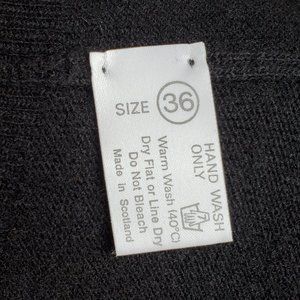 SIZE 36
HAND WASH
ONLY
Warm Wash (40°C)
Dry Flat or Line Dry
Do Not Bleach
Made in Scotland